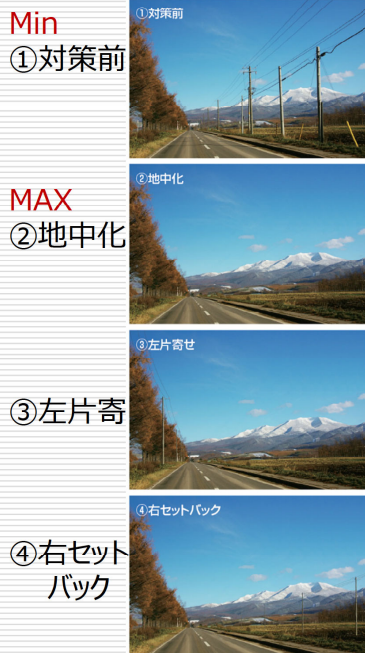 Min
①対策前
①対策前
MAX
②地中化
②地中化
③左片寄
③左片寄せ
④右セット
バック
④右セットバック